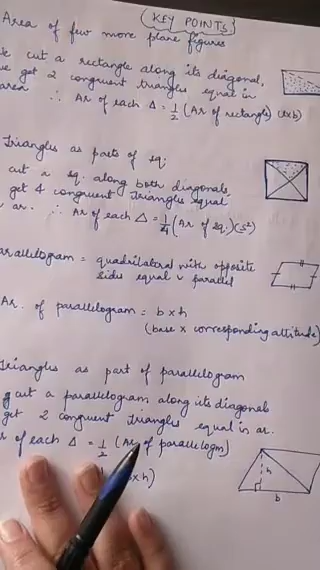 KEY POINTS
Area of few more plane figures
cut a rectangle along its diagonal,
get 2 congruent triangles equal in
area ∴ Ar of each Δ = 1/2 (Ar of rectangle) (lxb)
Triangles as parts of sq.
cut a sq. along both diagonals,
get 4 congruent triangles equal
ar. ∴ Ar of each Δ = 1/4 (Ar of sq.) (s²)
= quadrilateral with opposite
sides equal & parallel
Ar. of parallelogram = b x h
(base x corresponding altitude)
Triangles as part of parallelogram
cut a parallelogram along its diagonals
get 2 congruent triangles equal in ar.
of each Δ = 1/2 (Ar of parallelogm)
x h)
h
b